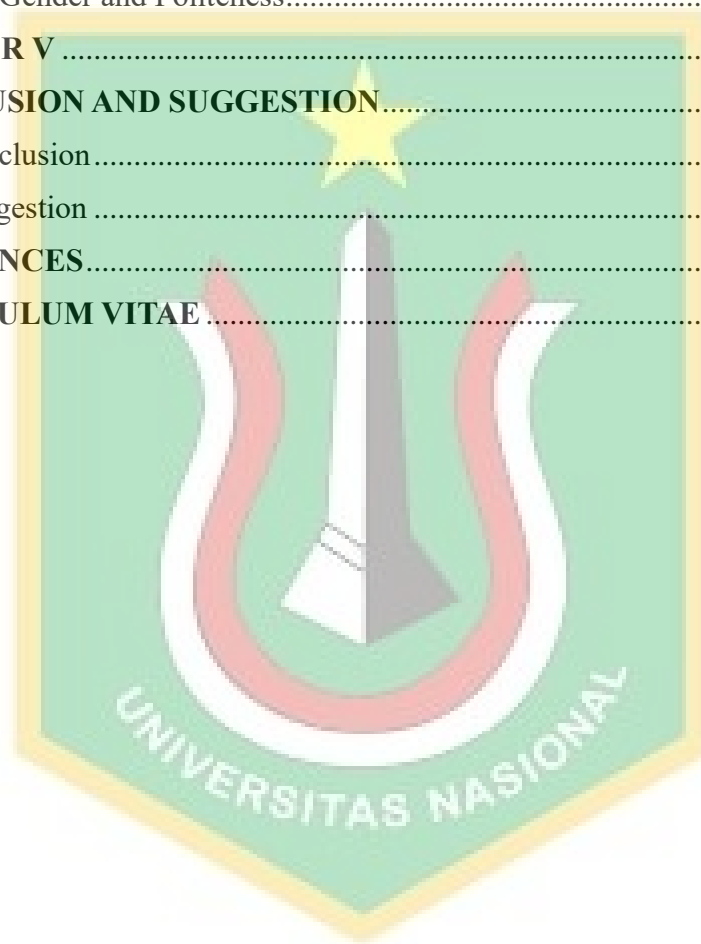 Gender and Politeness
R V
USION AND SUGGESTION
clusion
gestion
NCES
ULUM VITAE
UNIVERSITAS NASIONAL